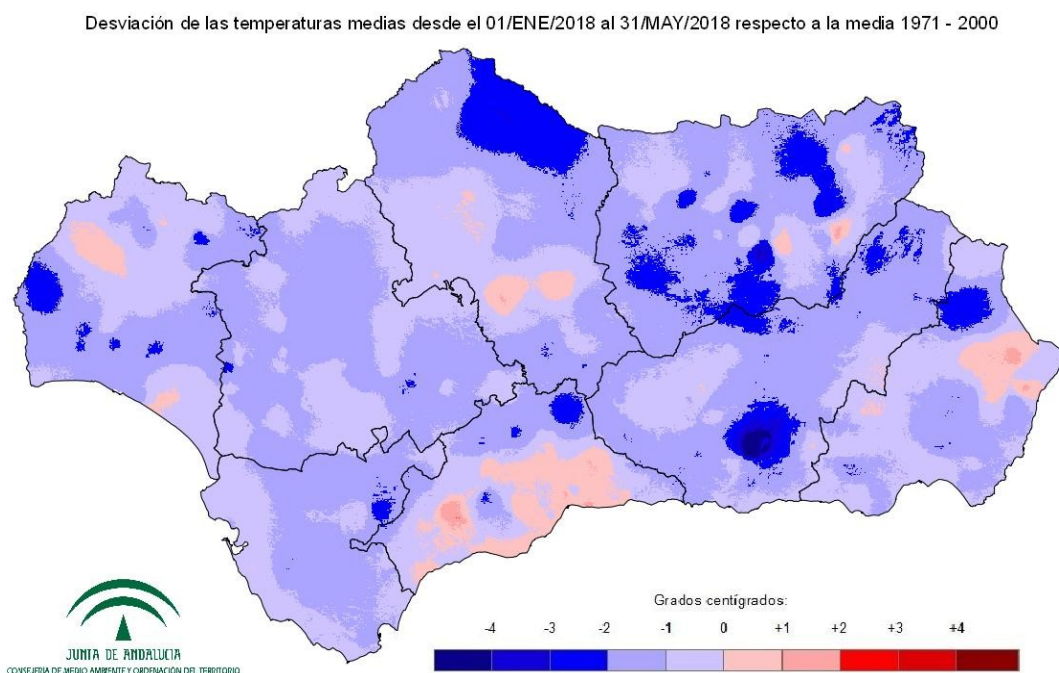 Desviación de las temperaturas medias desde el 01/ENE/2018 al 31/MAY/2018 respecto a la media 1971 - 2000
Grados centígrados:
-4 -3 -2 -1 0 +1 +2 +3 +4
JUNTA DE ANDALUCIA
CONSEJERÍA DE MEDIO AMBIENTE Y ORDENACIÓN DEL TERRITORIO